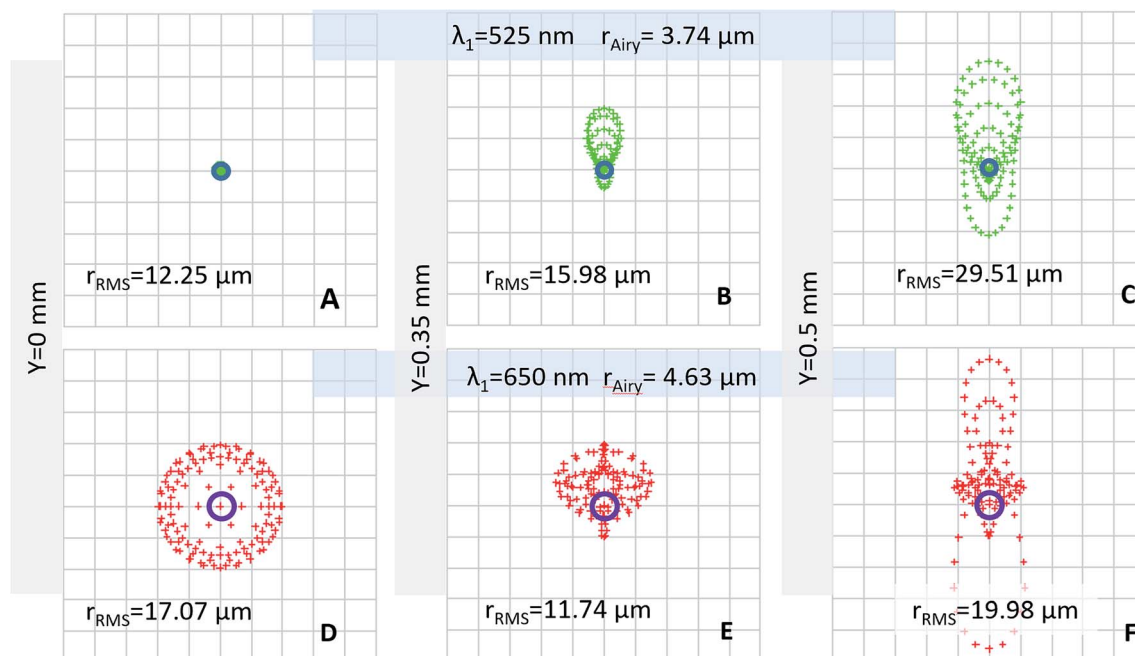 λ1=525 nm rAiry= 3.74 µm
Y=0 mm
Y=0.35 mm
Y=0.5 mm
rRMS=12.25 µm
A
rRMS=15.98 µm
B
rRMS=29.51 µm
C
λ1=650 nm rAiry= 4.63 µm
rRMS=17.07 µm
D
rRMS=11.74 µm
E
rRMS=19.98 µm
F